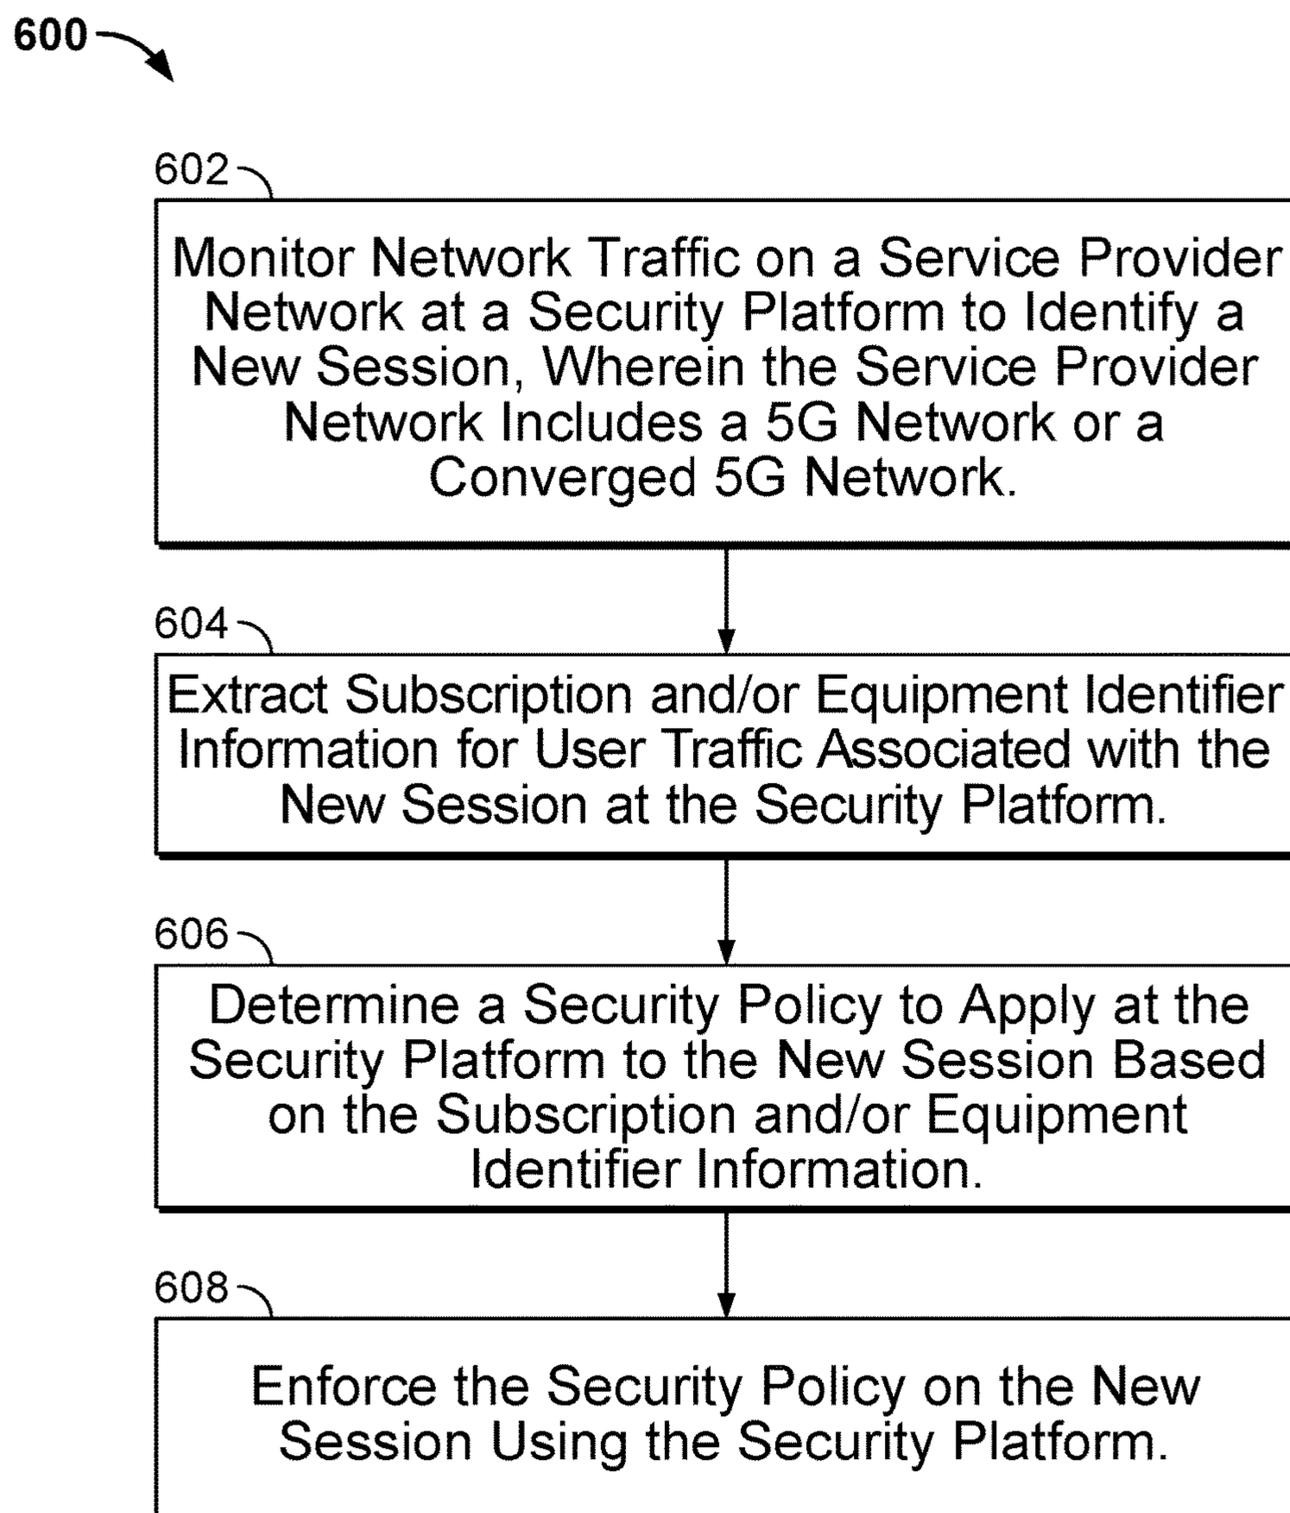 600
602
Monitor Network Traffic on a Service Provider
Network at a Security Platform to Identify a
New Session, Wherein the Service Provider
Network Includes a 5G Network or a
Converged 5G Network.
604
Extract Subscription and/or Equipment Identifier
Information for User Traffic Associated with the
New Session at the Security Platform.
606
Determine a Security Policy to Apply at the
Security Platform to the New Session Based
on the Subscription and/or Equipment
Identifier Information.
608
Enforce the Security Policy on the New
Session Using the Security Platform.